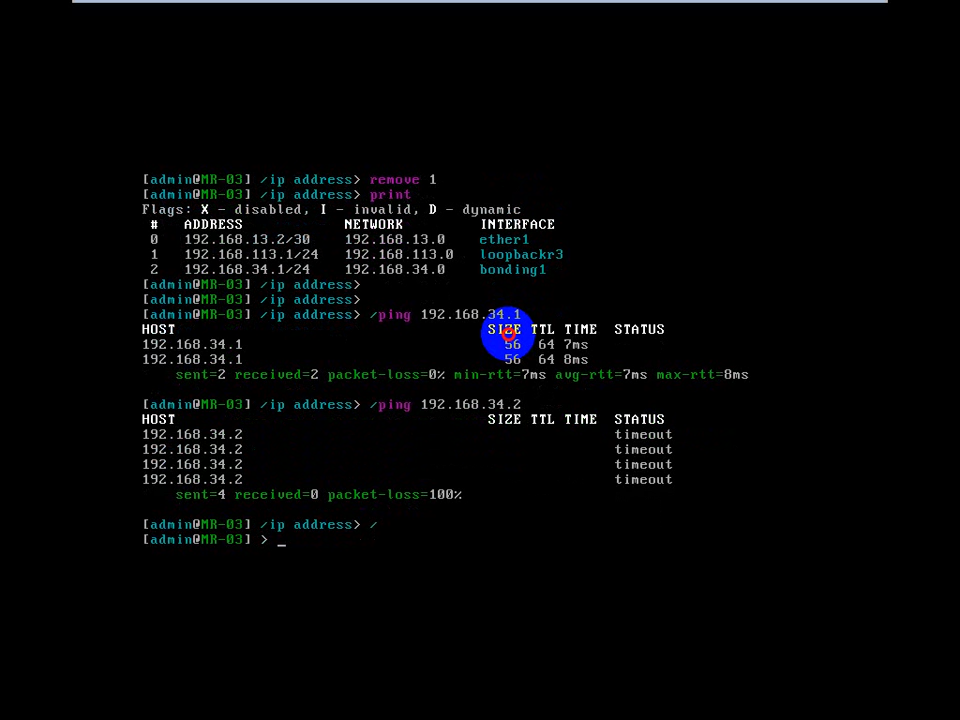 [admin@MR-03] /ip address> remove 1
[admin@MR-03] /ip address> print
Flags: X - disabled, I - invalid, D - dynamic
# ADDRESS NETWORK INTERFACE
0 192.168.13.2/30 192.168.13.0 ether1
1 192.168.113.1/24 192.168.113.0 loopbackr3
2 192.168.34.1/24 192.168.34.0 bonding1
[admin@MR-03] /ip address>
[admin@MR-03] /ip address>
[admin@MR-03] /ip address> /ping 192.168.34.1
HOST SIZE TTL TIME STATUS
192.168.34.1 56 64 7ms
192.168.34.1 56 64 8ms
sent=2 received=2 packet-loss=0% min-rtt=7ms avg-rtt=7ms max-rtt=8ms
[admin@MR-03] /ip address> /ping 192.168.34.2
HOST SIZE TTL TIME STATUS
192.168.34.2 timeout
192.168.34.2 timeout
192.168.34.2 timeout
192.168.34.2 timeout
sent=4 received=0 packet-loss=100%
[admin@MR-03] /ip address> /
[admin@MR-03] > _